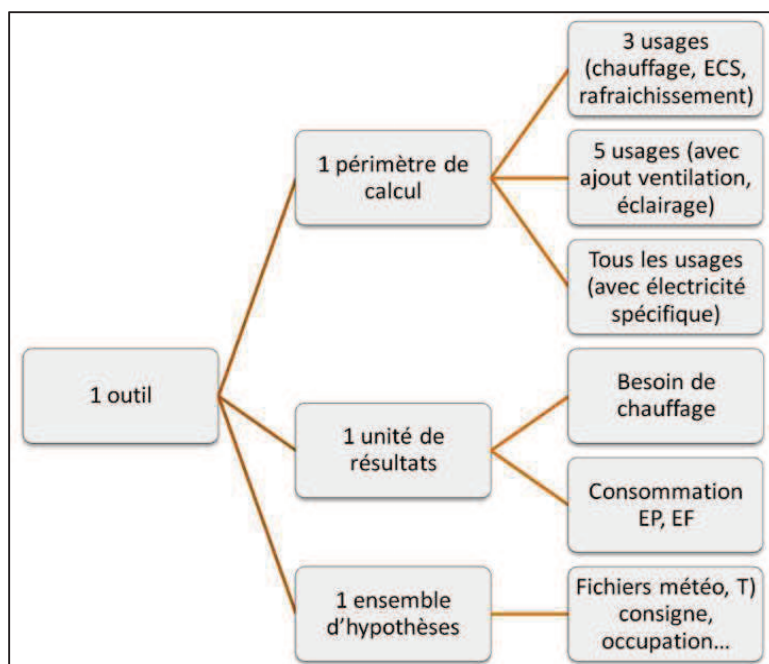 1 outil
1 périmètre de
calcul
3 usages
(chauffage, ECS,
rafraichissement)
5 usages (avec
ajout ventilation,
éclairage)
Tous les usages
(avec électricité
spécifique)
1 unité de
résultats
Besoin de
chauffage
Consommation
EP, EF
1 ensemble
d'hypothèses
Fichiers météo, T)
consigne,
occupation...